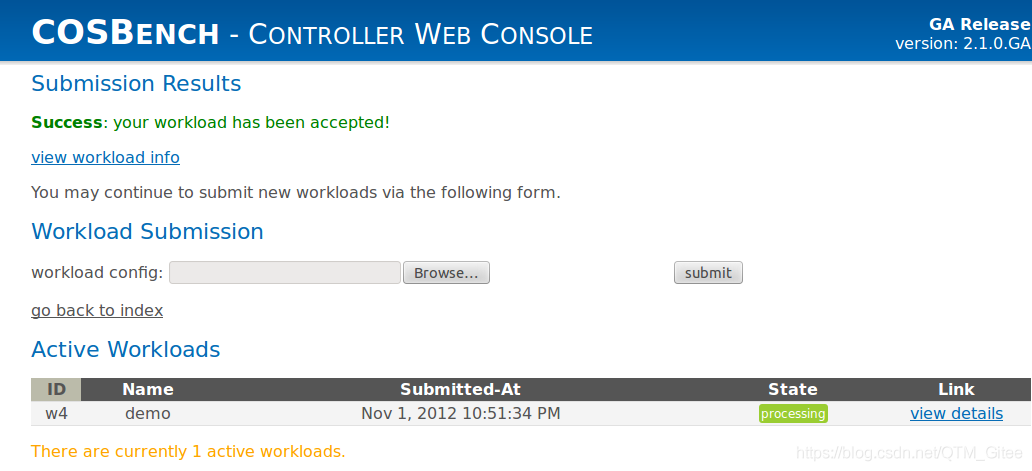 COSBENCH - CONTROLLER WEB CONSOLE
GA Release
version: 2.1.0.GA
Submission Results
Success: your workload has been accepted!
view workload info
You may continue to submit new workloads via the following form.
Workload Submission
workload config: Browse... submit
go back to index
Active Workloads
ID Name Submitted-At State Link
w4 demo Nov 1, 2012 10:51:34 PM processing view details
There are currently 1 active workloads.
https://blog.csdn.net/QTM_Gitee